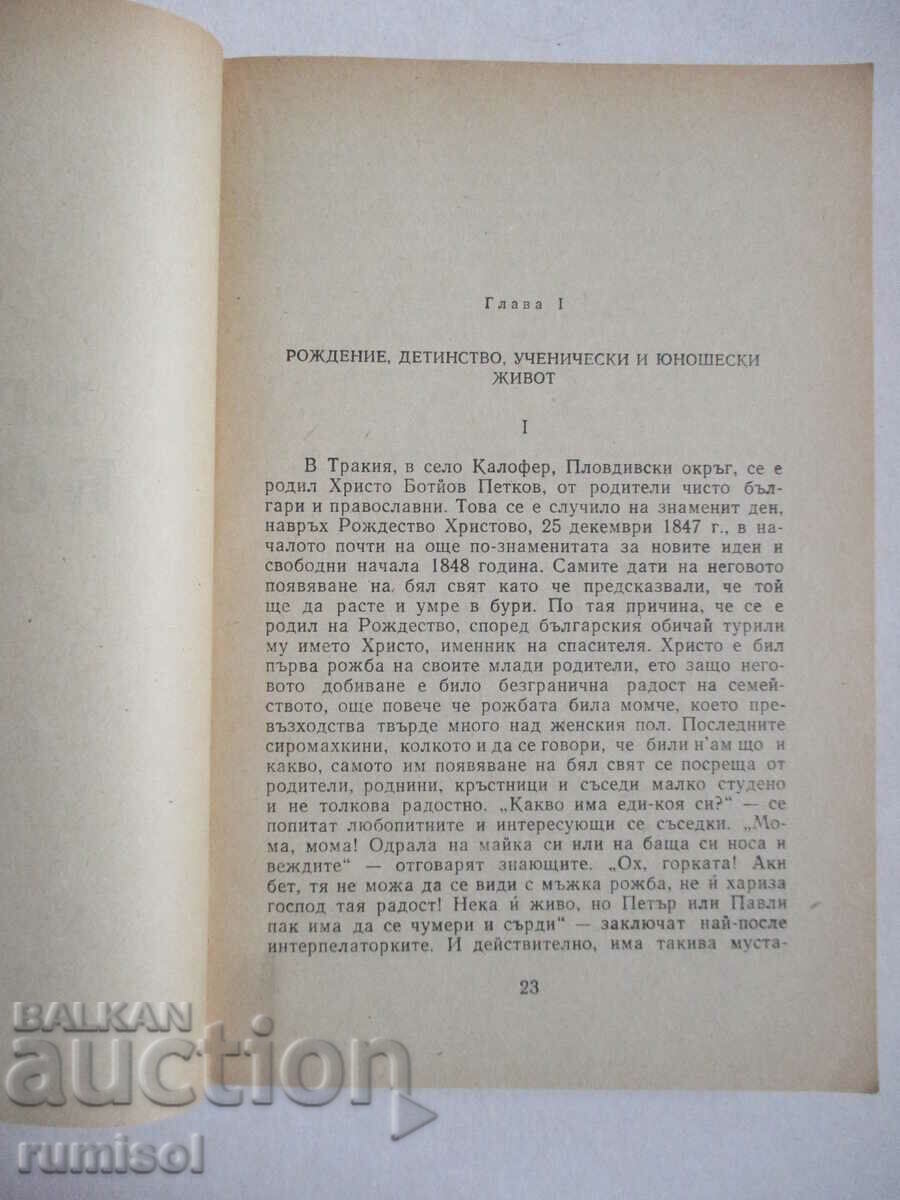 Глава I
РОЖДЕНИЕ, ДЕТИНСТВО, УЧЕНИЧЕСКИ И ЮНОШЕСКИ
ЖИВОТ
I
В Тракия, в село Калофер, Пловдивски окръг, се е
родил Христо Ботйов Петков, от родители чисто бъл-
гари и православни. Това се е случило на знаменит ден,
навръх Рождество Христово, 25 декември 1847 г., в на-
чалото почти на още по-знаменитата за новите идеи и
свободни начала 1848 година. Самите дати на неговото
появяване на бял свят като че предсказвали, че той
ще да расте и умре в бури. По тая причина, че се е
родил на Рождество, според българския обичай турили
му името Христо, именник на спасителя. Христо е бил
първа рожба на своите млади родители, ето защо него-
вото добиване е било безгранична радост на семей-
ството, още повече че рожбата била момче, което пре-
възходства твърде много над женския пол. Последните
сиромахкини, колкото и да се говори, че били н'ам що и
какво, самото им появяване на бял свят се посреща от
родители, роднини, кръстници и съседи малко студено
и не толкова радостно. „Какво има еди-коя си?“ — се
попитат любопитните и интересующи се съседки. „Мо-
ма, мома! Одрала на майка си или на баща си носа и
веждите“ — отговарят знающите. „Ох, горката! Аки
бет, тя не можа да се види с мъжка рожба, не ѝ хариза
господ тая радост! Нека ѝ живо, но Петър или Павли
пак има да се чумери и сърди“ — заключат най-после
интерпелаторките. И действително, има такива муста-
23
BALKAN
auction
rumisol